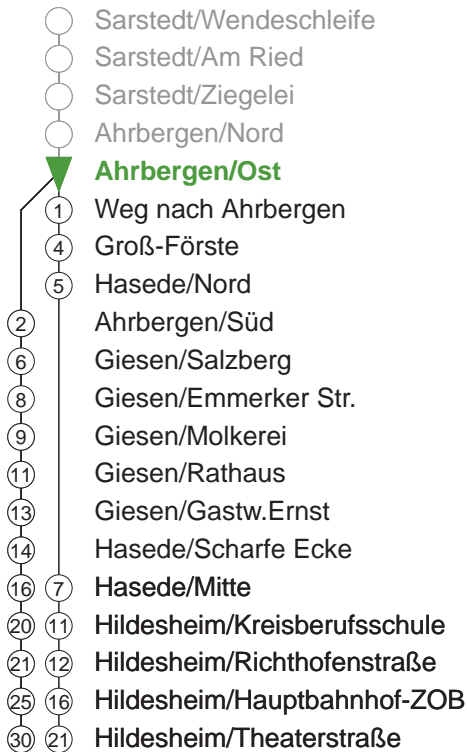 Sarstedt/Wendeschleife
Sarstedt/Am Ried
Sarstedt/Ziegelei
Ahrbergen/Nord
Ahrbergen/Ost
1 Weg nach Ahrbergen
4 Groß-Förste
5 Hasede/Nord
2 Ahrbergen/Süd
6 Giesen/Salzberg
8 Giesen/Emmerker Str.
9 Giesen/Molkerei
11 Giesen/Rathaus
13 Giesen/Gastw.Ernst
14 Hasede/Scharfe Ecke
16 7 Hasede/Mitte
20 11 Hildesheim/Kreisberufsschule
21 12 Hildesheim/Richthofenstraße
25 16 Hildesheim/Hauptbahnhof-ZOB
30 21 Hildesheim/Theaterstraße